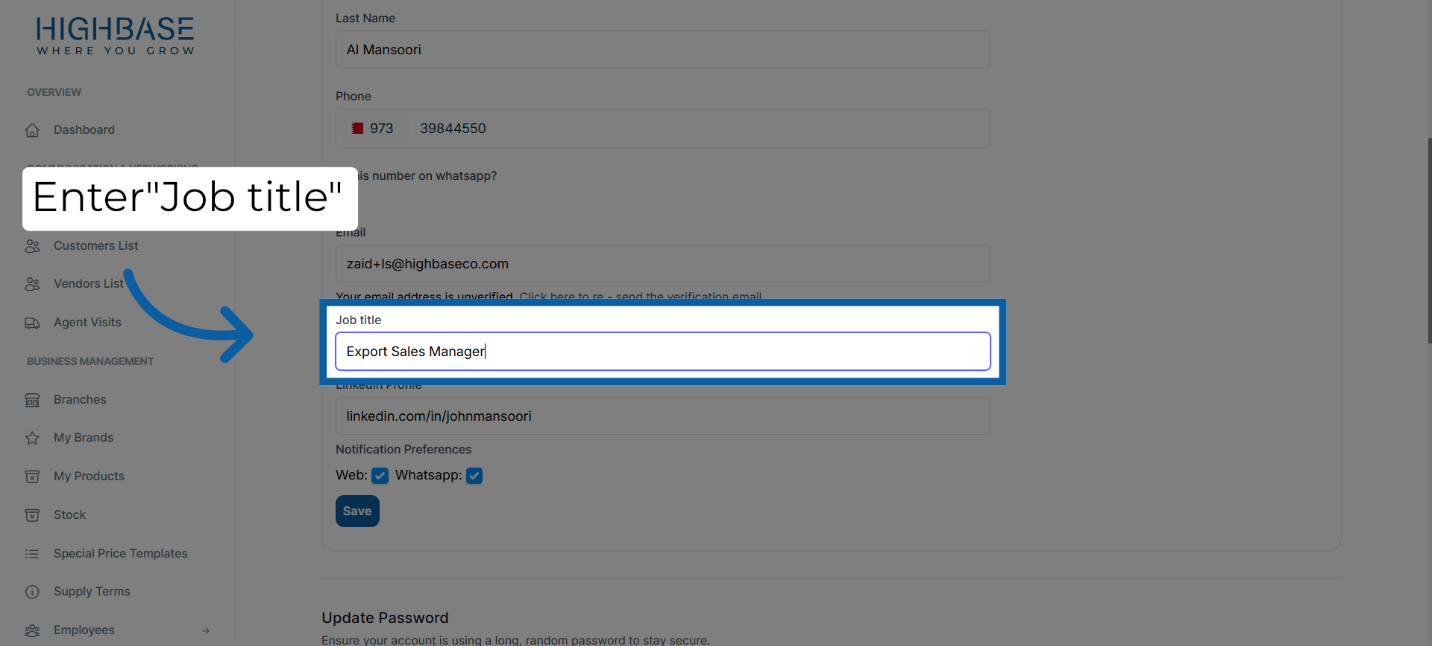 HIGHBASE
WHERE YOU GROW
OVERVIEW
Dashboard
Enter"Job title"
Customers List
Vendors List
Agent Visits
BUSINESS MANAGEMENT
Branches
My Brands
My Products
Stock
Special Price Templates
Supply Terms
Employees
Last Name
Al Mansoori
Phone
973 39844550
number on whatsapp?
Email
zaid+ls@highbaseco.com
Your email address is unverified. Click here to re - send the verification email.
Job title
Export Sales Manager
Linkedin Profile
linkedin.com/in/johnmansoori
Notification Preferences
Web: Whatsapp:
Save
Update Password
Ensure your account is using a long, random password to stay secure.